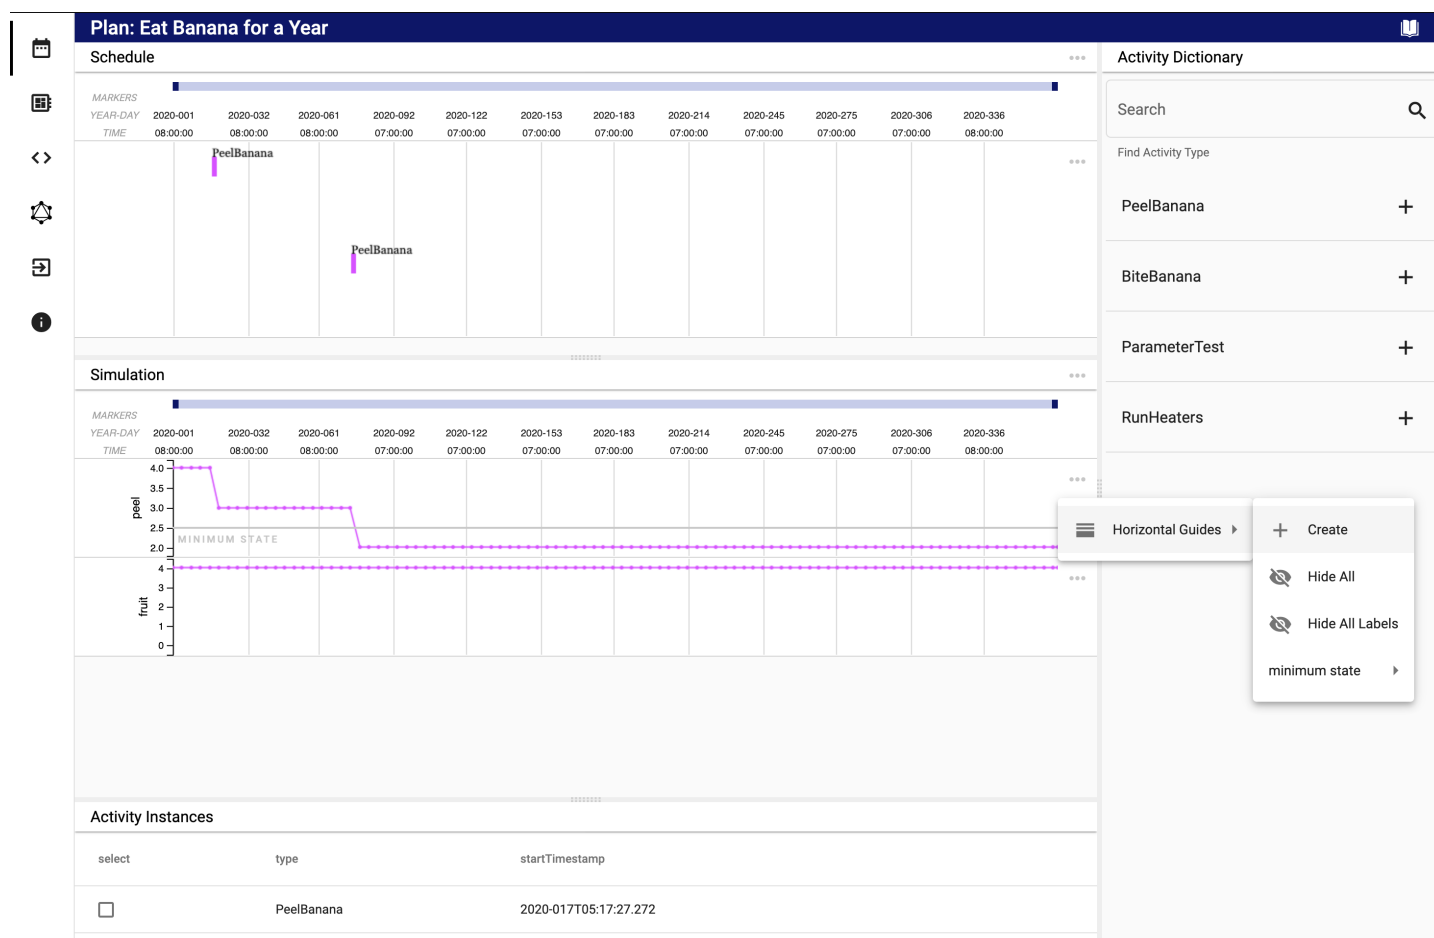 Plan: Eat Banana for a Year
Schedule
MARKERS
YEAR-DAY 2020-001 2020-032 2020-061 2020-092 2020-122 2020-153 2020-183 2020-214 2020-245 2020-275 2020-306 2020-336
TIME 08:00:00 08:00:00 08:00:00 07:00:00 07:00:00 07:00:00 07:00:00 07:00:00 07:00:00 07:00:00 07:00:00 08:00:00
PeelBanana
PeelBanana
Simulation
MARKERS
YEAR-DAY 2020-001 2020-032 2020-061 2020-092 2020-122 2020-153 2020-183 2020-214 2020-245 2020-275 2020-306 2020-336
TIME 08:00:00 08:00:00 08:00:00 07:00:00 07:00:00 07:00:00 07:00:00 07:00:00 07:00:00 07:00:00 07:00:00 08:00:00
peel
4.0
3.5
3.0
2.5
MINIMUM STATE
2.0
fruit
4
3
2
1
0
Activity Instances
select type startTimestamp
PeelBanana 2020-017T05:17:27.272
Activity Dictionary
Search
Find Activity Type
PeelBanana
BiteBanana
ParameterTest
RunHeaters
Horizontal Guides
Create
Hide All
Hide All Labels
minimum state